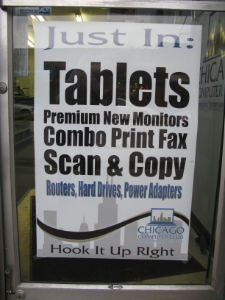 Just In:
Tablets
Premium New Monitors
Combo Print Fax
Scan & Copy
Routers, Hard Drives, Power Adapters
CHICAGO
Hook It Up Right
CHICAGO